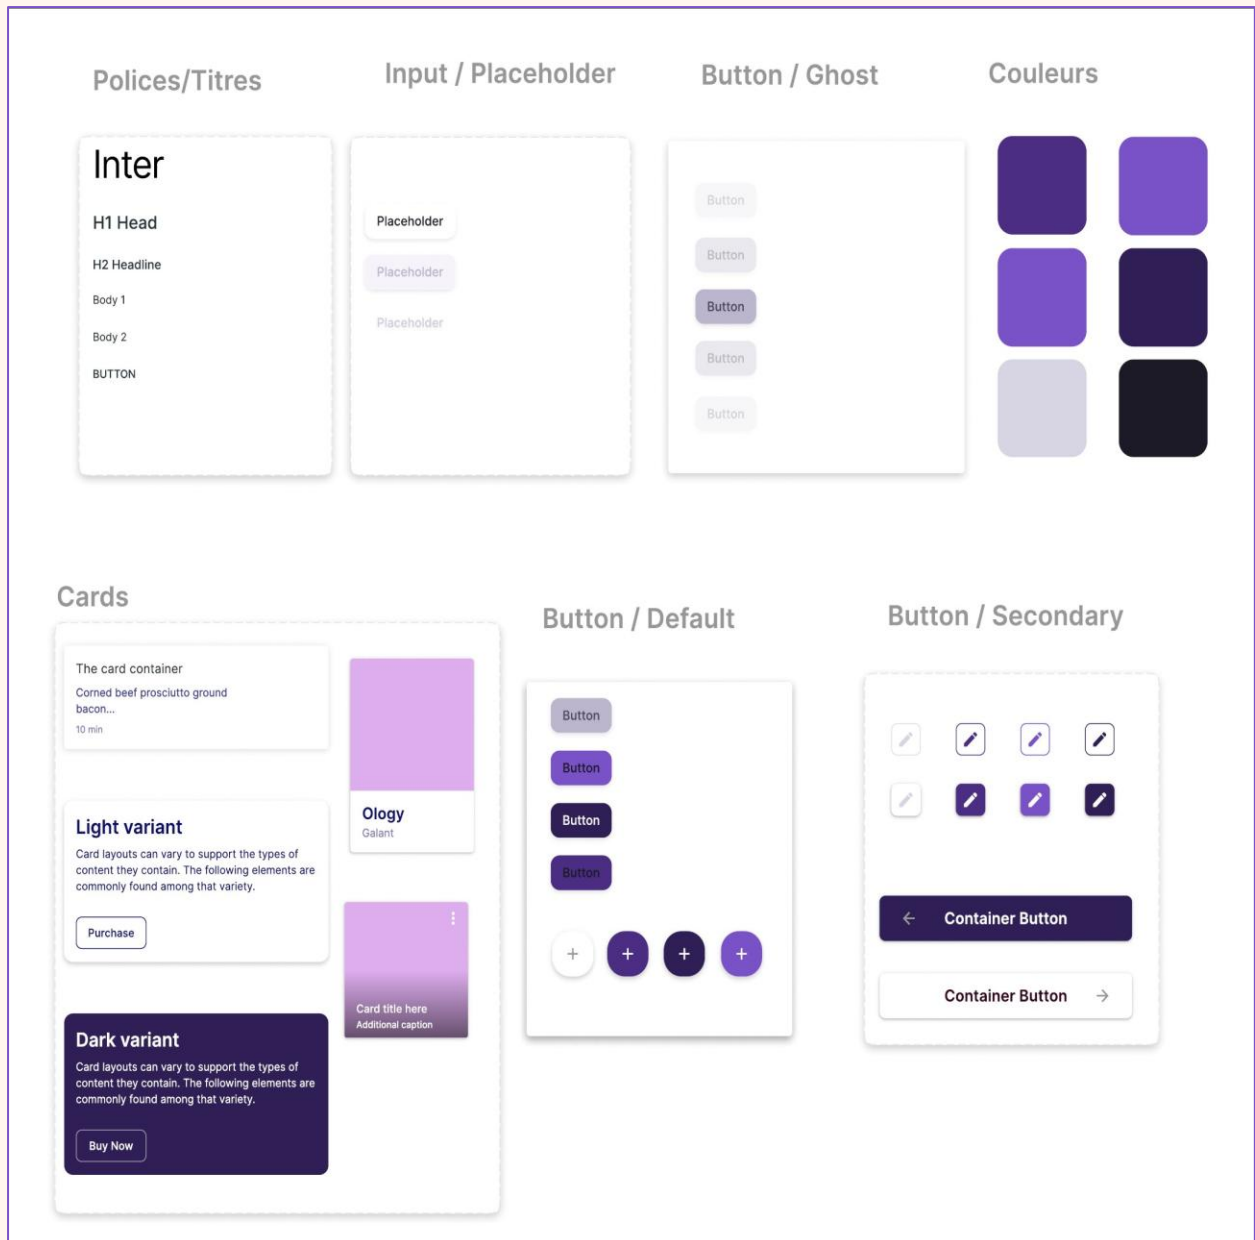 Polices/Titres
Input / Placeholder
Button / Ghost
Couleurs
Inter
H1 Head
H2 Headline
Body 1
Body 2
BUTTON
Placeholder
Placeholder
Placeholder
Button
Button
Button
Button
Button
Cards
The card container
Corned beef prosciutto ground
bacon...
10 min
Light variant
Card layouts can vary to support the types of
content they contain. The following elements are
commonly found among that variety.
Purchase
Dark variant
Card layouts can vary to support the types of
content they contain. The following elements are
commonly found among that variety.
Buy Now
Ology
Galant
Card title here
Additional caption
Button / Default
Button
Button
Button
Button
Button / Secondary
Container Button
Container Button